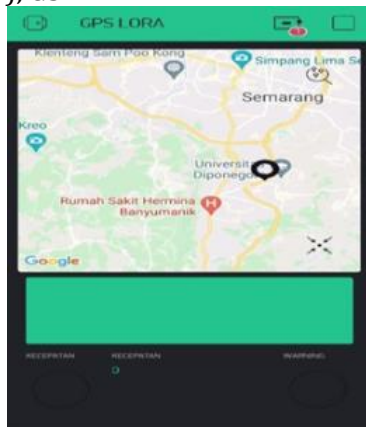 GPS LORA
Klenteng Sam Poo Kong
Simpang Lima Se
Semarang
Kreo
Universit
Diponego
Rumah Sakit Hermina
Banyumanik
H
Google
KECEPATAN
KECEPATAN
WARNING
0